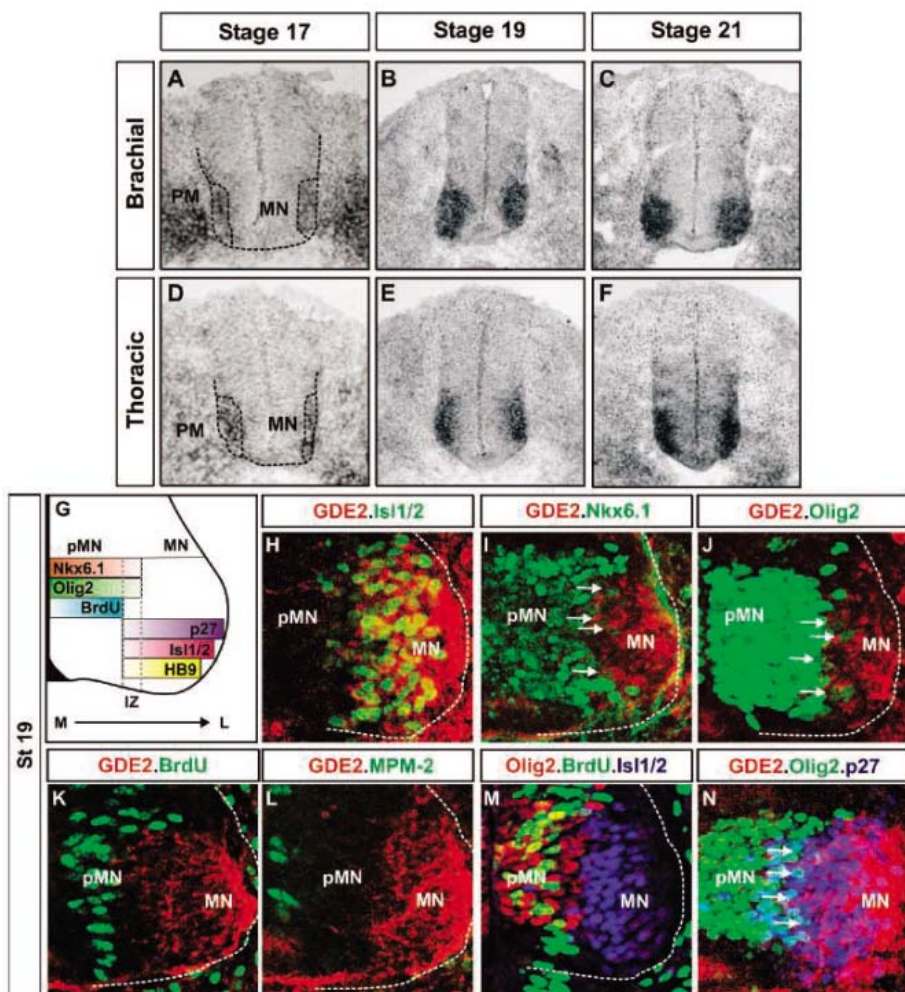 Stage 17 Stage 19 Stage 21
Brachial
A B C
PM MN
Thoracic
D E F
PM MN
St 19
G
pMN MN
Nkx6.1
Olig2
BrdU
p27
Isl1/2
HB9
IZ
M L
GDE2.Isl1/2 GDE2.Nkx6.1 GDE2.Olig2
H I J
pMN MN pMN MN pMN MN
GDE2.BrdU GDE2.MPM-2 Olig2.BrdU.Isl1/2 GDE2.Olig2.p27
K L M N
pMN MN pMN MN pMN MN pMN MN